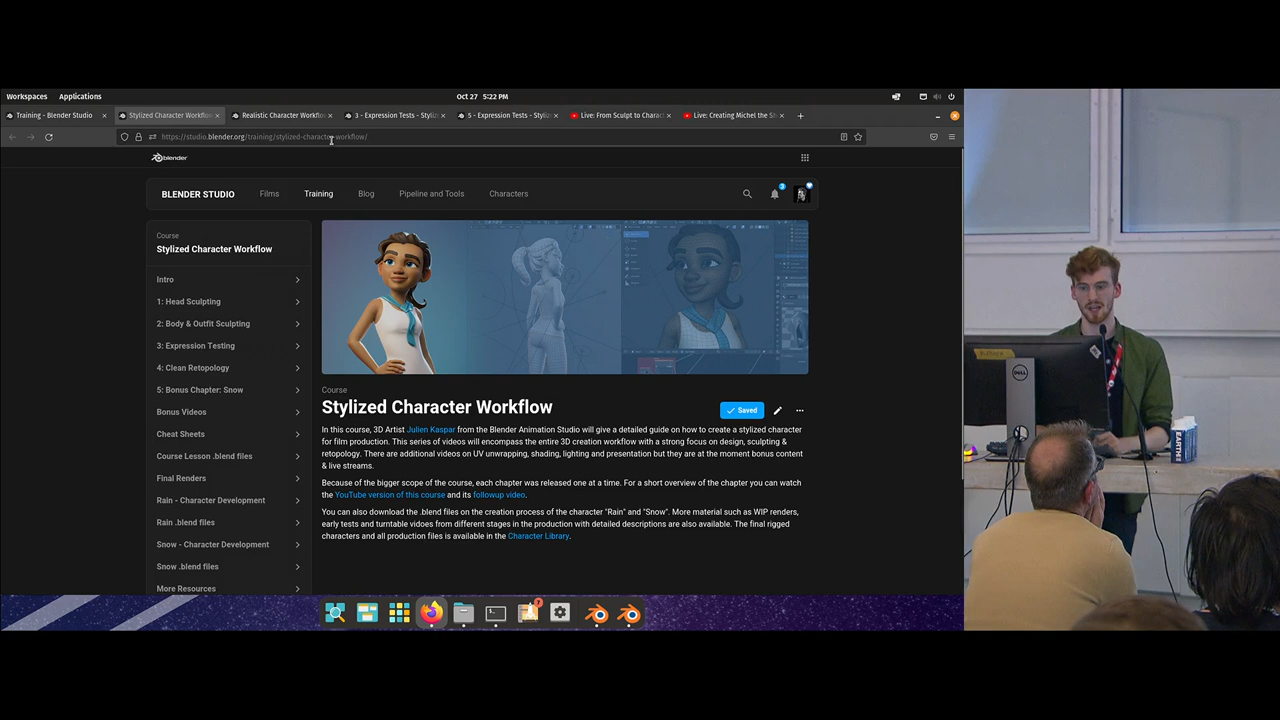 Workspaces Applications
Oct 27 5:22 PM
Training - Blender Studio
Stylized Character Workflow
Realistic Character Workflow
3 - Expression Tests - Styliz
5 - Expression Tests - Styliz
Live: From Sculpt to Charact
Live: Creating Michel the S
https://studio.blender.org/training/stylized-character-workflow/
blender
BLENDER STUDIO Films Training Blog Pipeline and Tools Characters
3
Course
Stylized Character Workflow
Intro
1: Head Sculpting
2: Body & Outfit Sculpting
3: Expression Testing
4: Clean Retopology
5: Bonus Chapter: Snow
Bonus Videos
Cheat Sheets
Course Lesson .blend files
Final Renders
Rain - Character Development
Rain .blend files
Snow - Character Development
Snow .blend files
More Resources
Course
Stylized Character Workflow
Saved
In this course, 3D Artist Julien Kaspar from the Blender Animation Studio will give a detailed guide on how to create a stylized character
for film production. This series of videos will encompass the entire 3D creation workflow with a strong focus on design, sculpting &
retopology. There are additional videos on UV unwrapping, shading, lighting and presentation but they are at the moment bonus content
& live streams.
Because of the bigger scope of the course, each chapter was released one at a time. For a short overview of the chapter you can watch
the YouTube version of this course and its followup video.
You can also download the .blend files on the creation process of the character "Rain" and "Snow". More material such as WIP renders,
early tests and turntable vidoes from different stages in the production with detailed descriptions are also available. The final rigged
characters and all production files is available in the Character Library.
DELL
EARTH